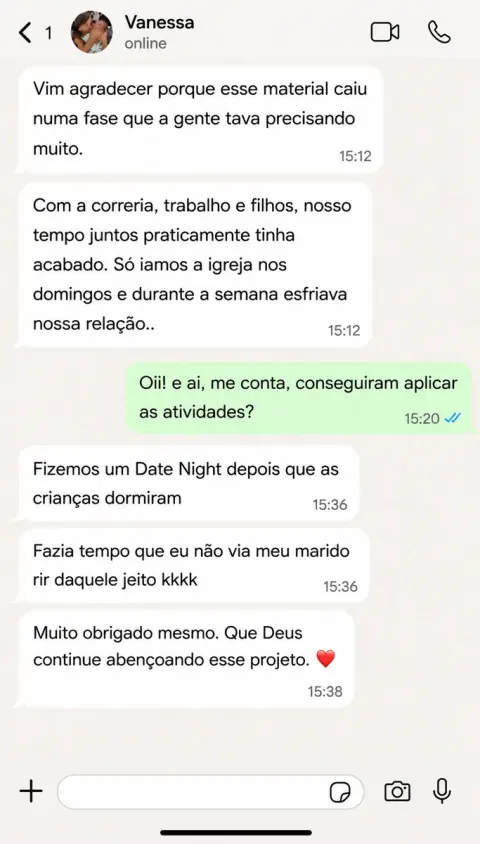 1
Vanessa
online
Vim agradecer porque esse material caiu
numa fase que a gente tava precisando
muito.
15:12
Com a correria, trabalho e filhos, nosso
tempo juntos praticamente tinha
acabado. Só iamos a igreja nos
domingos e durante a semana esfriava
nossa relação..
15:12
Oii! e ai, me conta, conseguiram aplicar
as atividades?
15:20
Fizemos um Date Night depois que as
crianças dormiram
15:36
Fazia tempo que eu não via meu marido
rir daquele jeito kkkk
15:36
Muito obrigado mesmo. Que Deus
continue abençoando esse projeto. ❤️
15:38